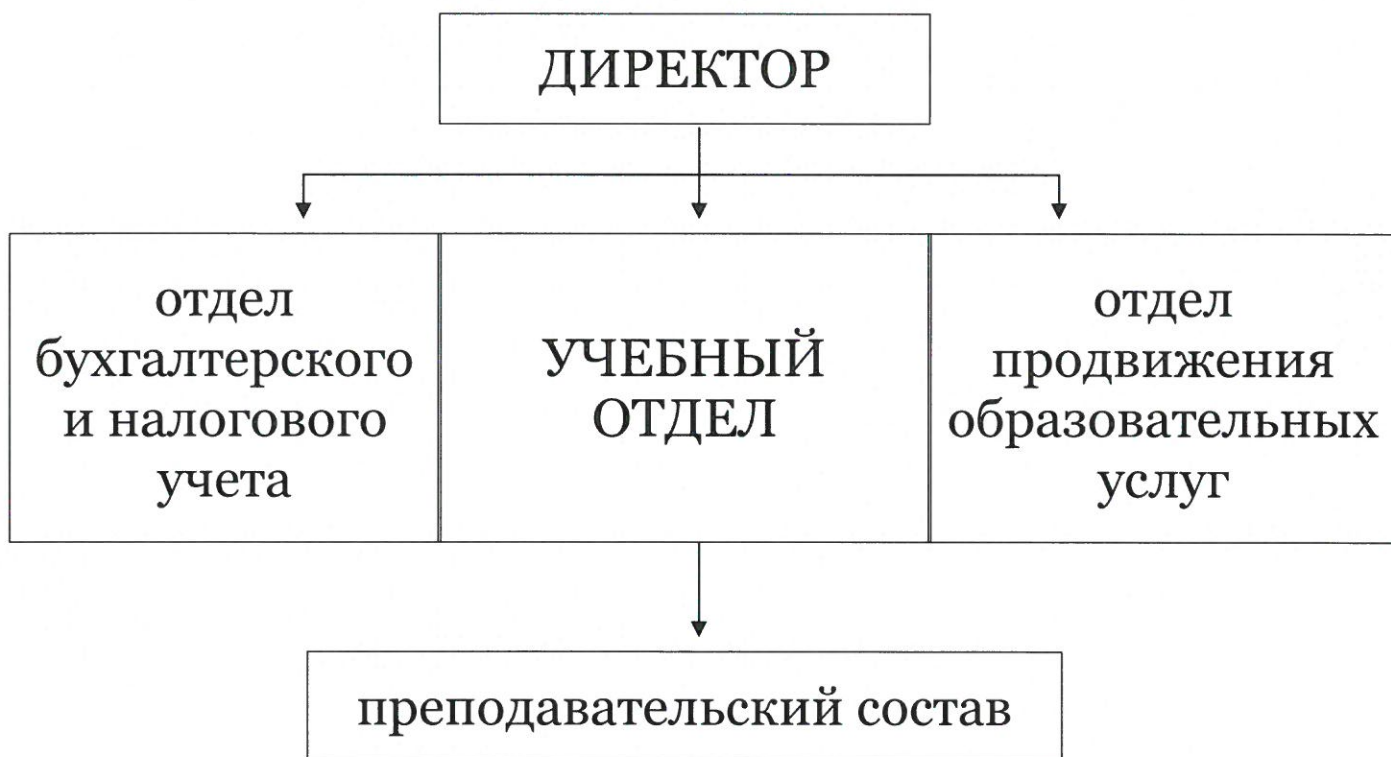 ДИРЕКТОР
отдел
бухгалтерского
и налогового
учета
УЧЕБНЫЙ
ОТДЕЛ
отдел
продвижения
образовательных
услуг
преподавательский состав